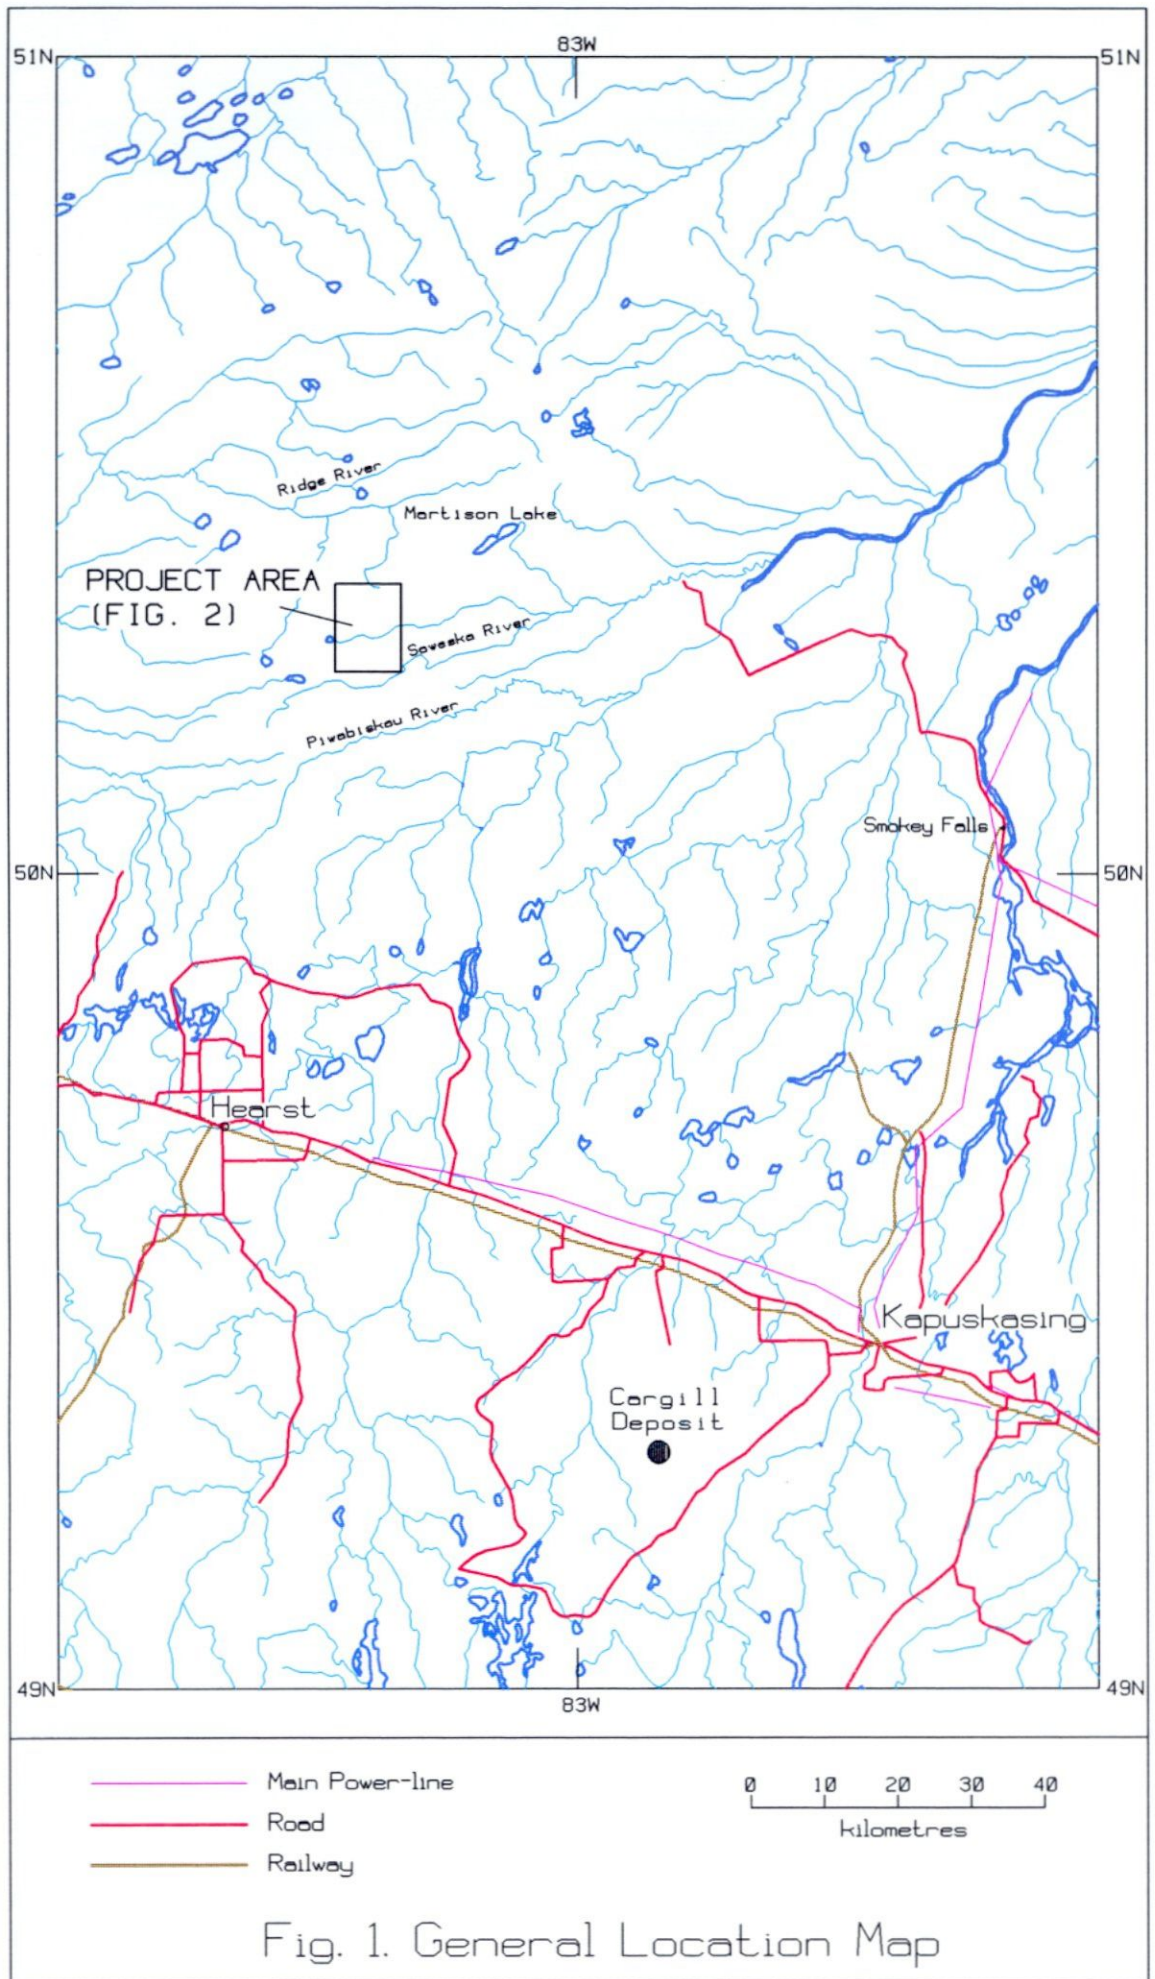 83W
51N 51N
Ridge River
Martison Lake
PROJECT AREA
(FIG. 2)
Soweska River
Piwabiskau River
Smokey Falls
50N 50N
Hearst
Kapuskasing
Cargill
Deposit
49N 49N
83W
Main Power-line
Road
Railway
0 10 20 30 40
kilometres
Fig. 1. General Location Map